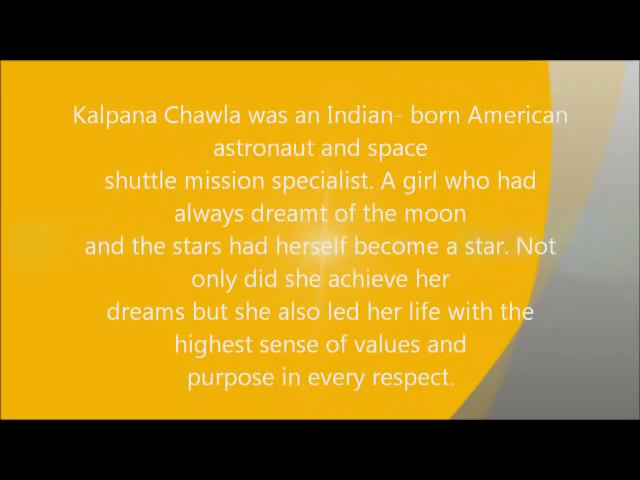 Kalpana Chawla was an Indian- born American
astronaut and space
shuttle mission specialist. A girl who had
always dreamt of the moon
and the stars had herself become a star. Not
only did she achieve her
dreams but she also led her life with the
highest sense of values and
purpose in every respect.